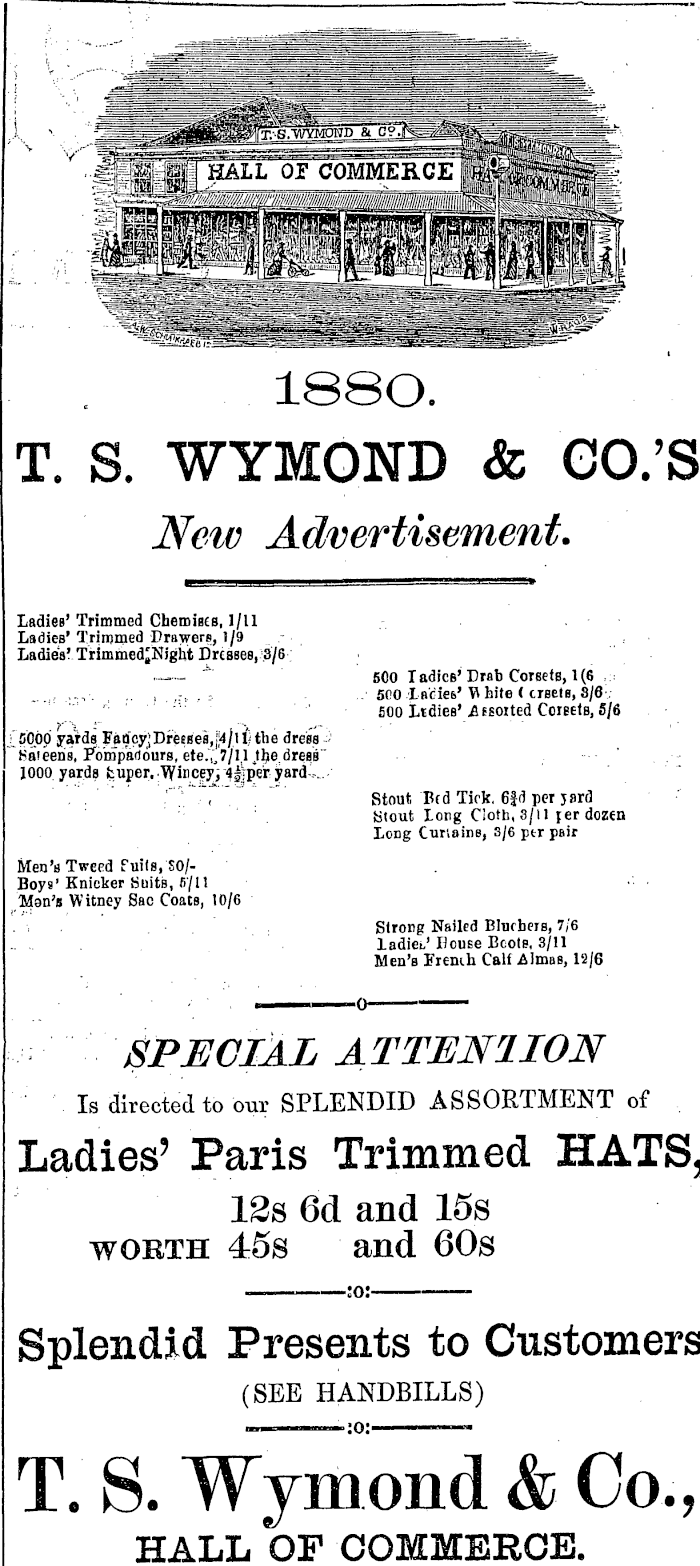 T. S. WYMOND & Co.
HALL OF COMMERCE
HALL OF COMMERCE
1880.
T. S. WYMOND & CO.'S
New Advertisement.
Ladies' Trimmed Chemises, 1/11
Ladies' Trimmed Drawers, 1/9
Ladies' Trimmed Night Dresses, 3/6
500 Ladies' Drab Corsets, 1(6
500 Ladies' White Corsets, 3/6
500 Ladies' Assorted Corsets, 5/6
5000 yards Fancy Dresses, 4/11 the dress
Sateens, Pompadours, etc., 7/11 the dress
1000 yards Super. Wincey, 4½ per yard
Stout Bed Tick, 6¾d per yard
Stout Long Cloth, 3/11 per dozen
Long Curtains, 3/6 per pair
Men's Tweed Suits, 30/-
Boys' Knicker Suits, 5/11
Men's Witney Sac Coats, 10/6
Strong Nailed Bluchers, 7/6
Ladies' House Boots, 3/11
Men's French Calf Almas, 12/6
SPECIAL ATTENTION
Is directed to our SPLENDID ASSORTMENT of
Ladies' Paris Trimmed HATS,
12s 6d and 15s
WORTH 45s and 60s
:o:
Splendid Presents to Customers
(SEE HANDBILLS)
:o:
T. S. Wymond & Co.,
HALL OF COMMERCE.